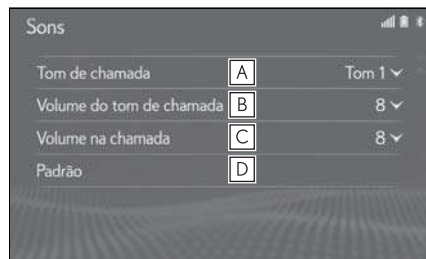 Sons
Tom de chamada A Tom 1
Volume do tom de chamada B 8
Volume na chamada C 8
Padrão D